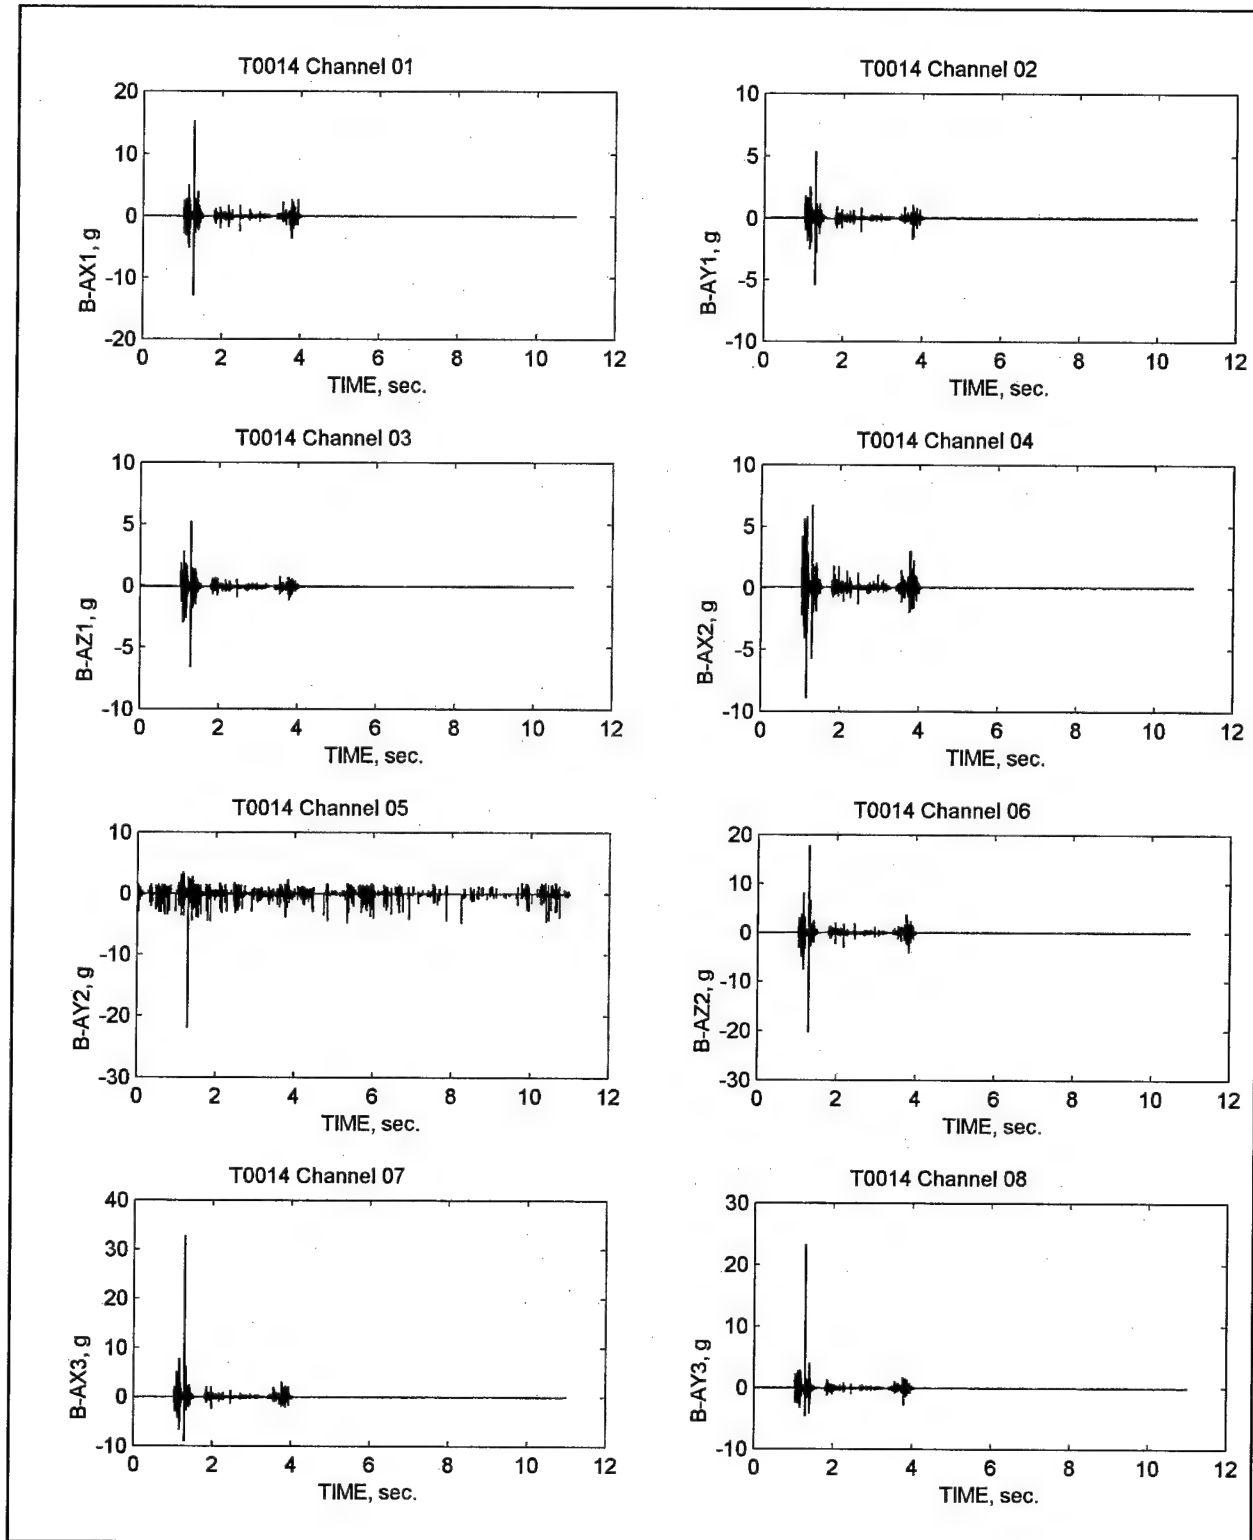 T0014 Channel 01
20
10
0
-10
-20
B-AX1, g
0 2 4 6 8 10 12
TIME, sec.
T0014 Channel 02
10
5
0
-5
-10
B-AY1, g
0 2 4 6 8 10 12
TIME, sec.
T0014 Channel 03
10
5
0
-5
-10
B-AZ1, g
0 2 4 6 8 10 12
TIME, sec.
T0014 Channel 04
10
5
0
-5
-10
B-AX2, g
0 2 4 6 8 10 12
TIME, sec.
T0014 Channel 05
10
0
-10
-20
-30
B-AY2, g
0 2 4 6 8 10 12
TIME, sec.
T0014 Channel 06
20
10
0
-10
-20
-30
B-AZ2, g
0 2 4 6 8 10 12
TIME, sec.
T0014 Channel 07
40
30
20
10
0
-10
B-AX3, g
0 2 4 6 8 10 12
TIME, sec.
T0014 Channel 08
30
20
10
0
-10
B-AY3, g
0 2 4 6 8 10 12
TIME, sec.